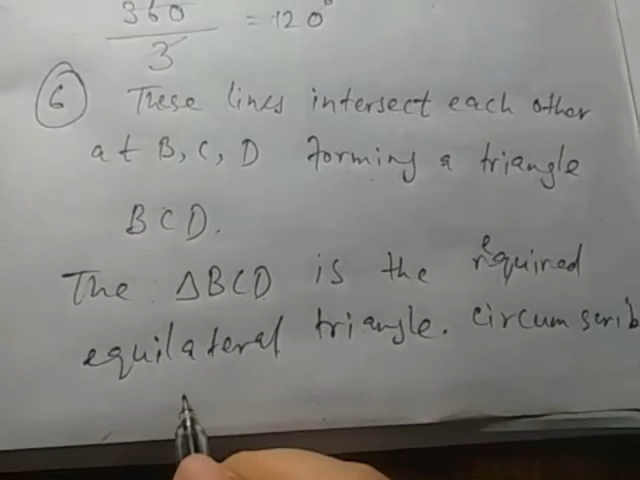 360
3
= 120°
6 These lines intersect each other
at B, C, D forming a triangle
BCD.
The ΔBCD is the required
equilateral triangle. circumscrib